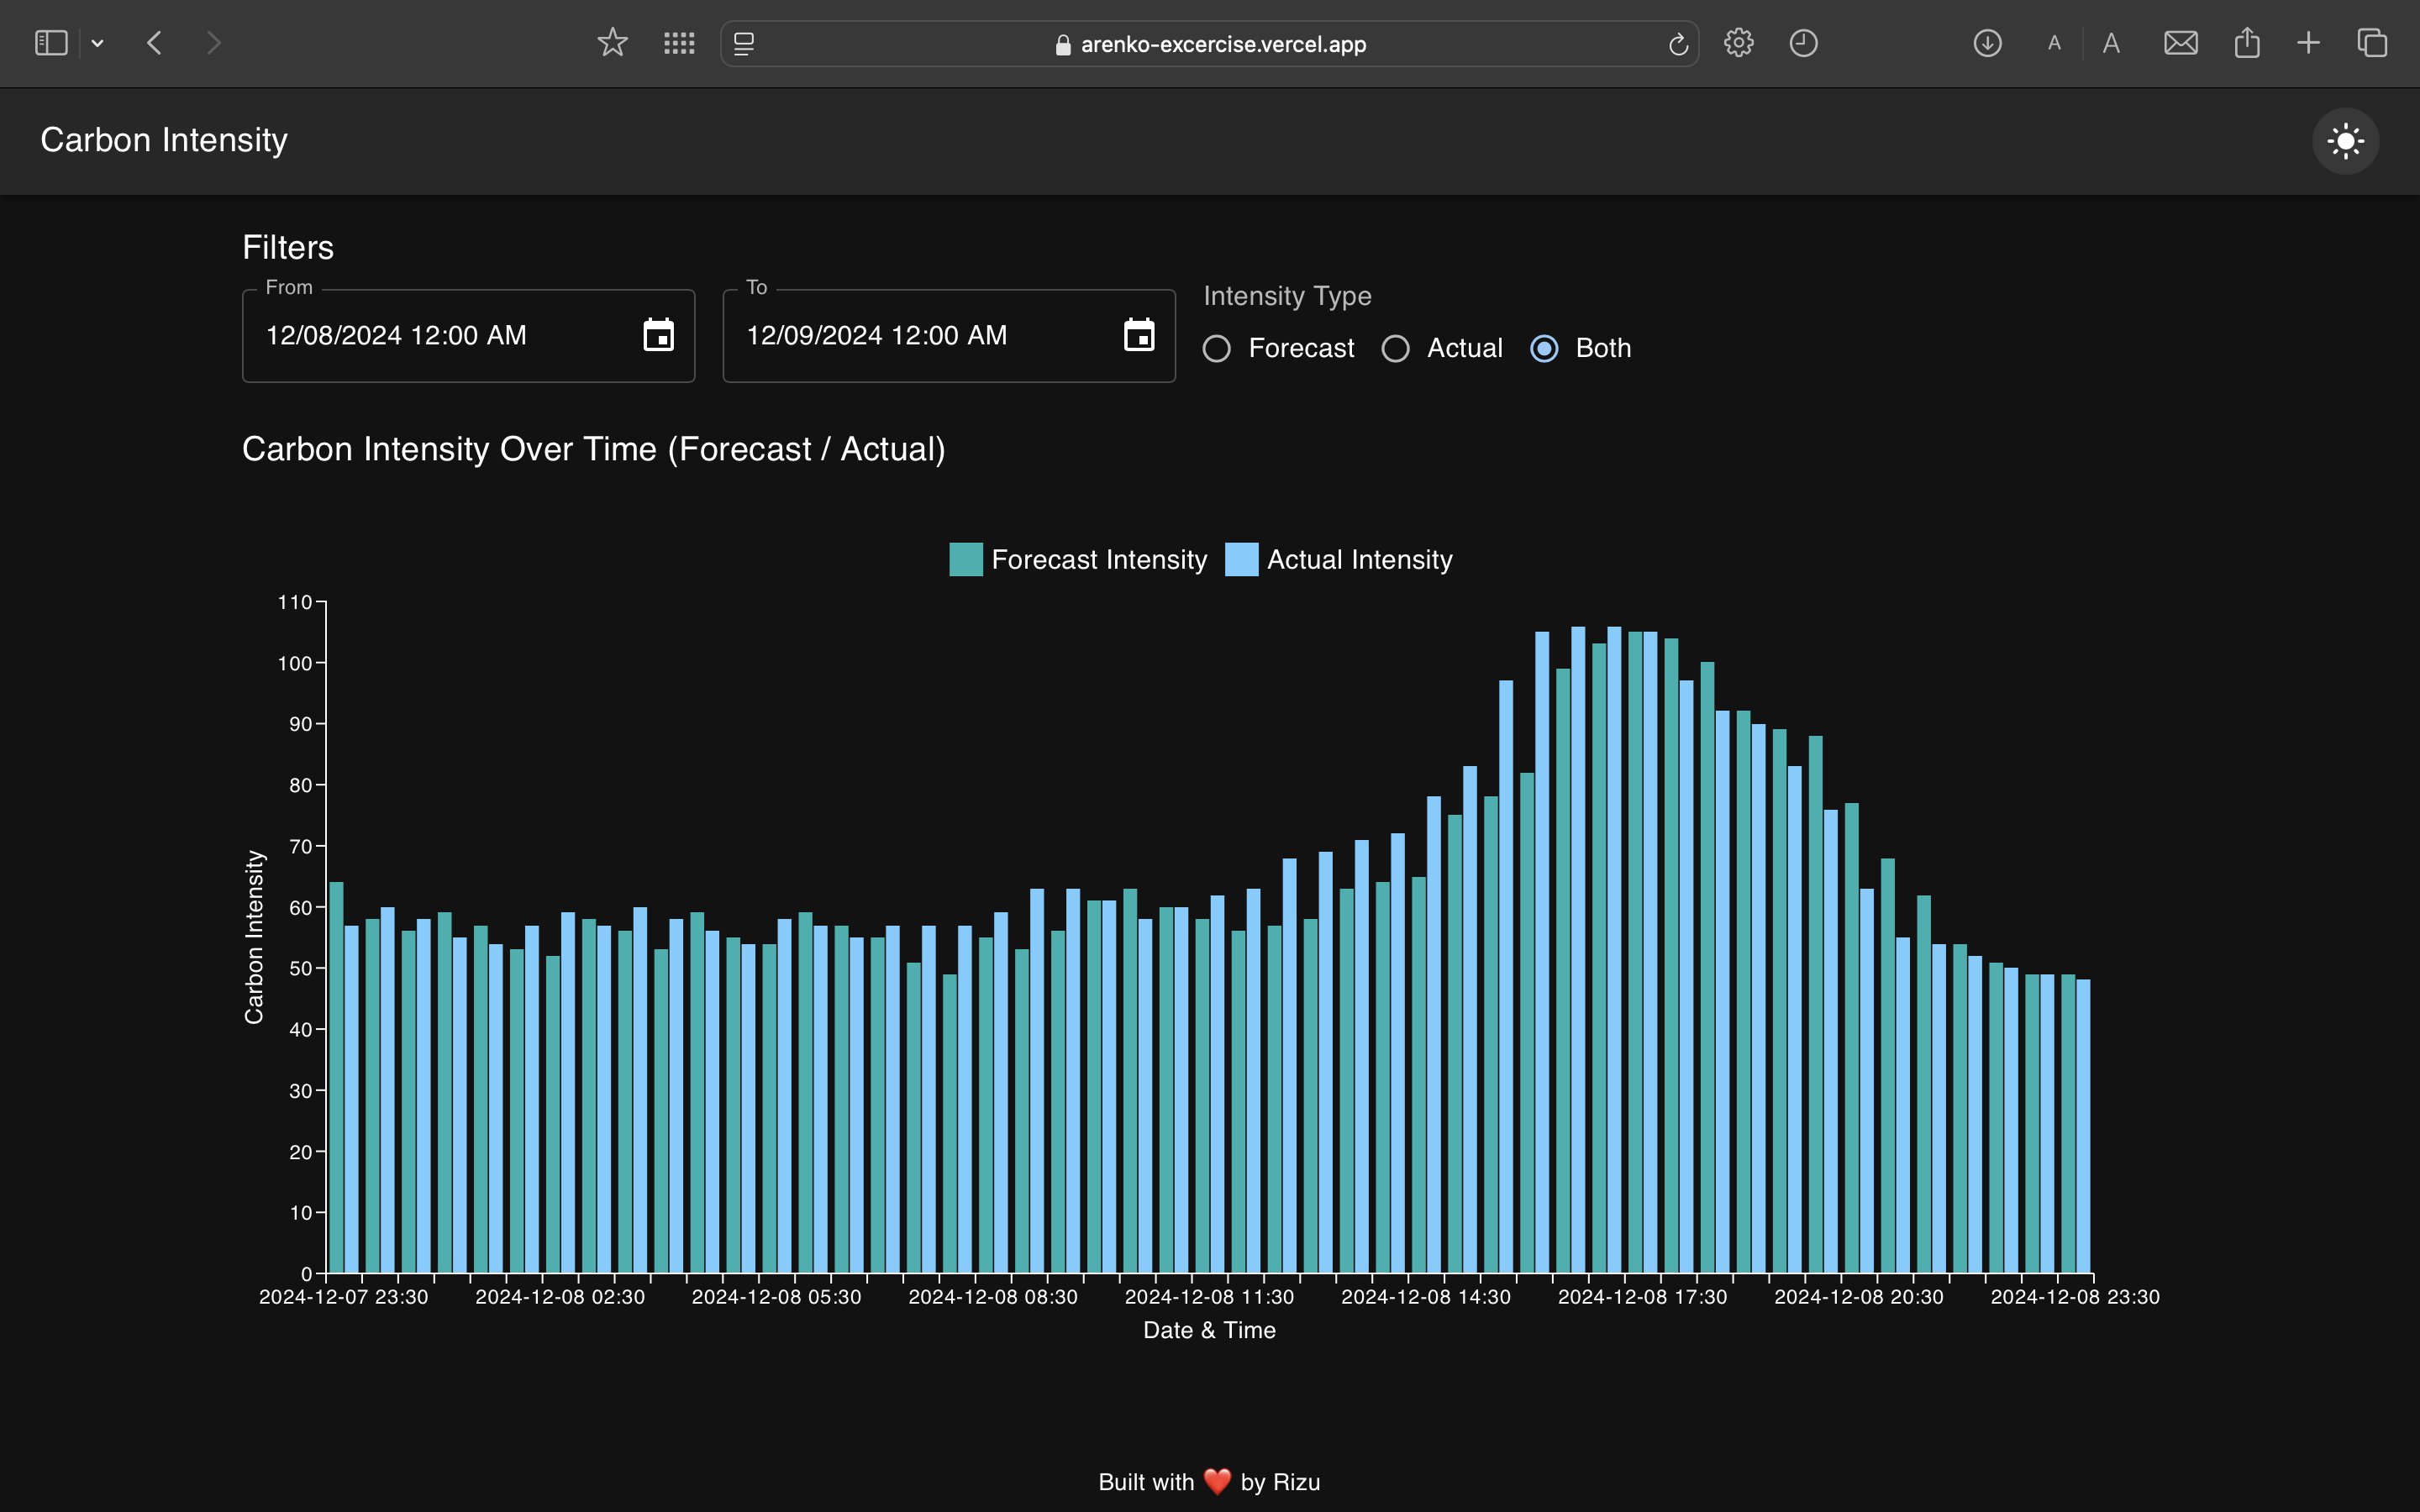 arenko-excercise.vercel.app
A A
Carbon Intensity
Filters
From
12/08/2024 12:00 AM
To
12/09/2024 12:00 AM
Intensity Type
Forecast Actual Both
Carbon Intensity Over Time (Forecast / Actual)
Forecast Intensity Actual Intensity
110
100
90
80
70
60
50
40
30
20
10
0
Carbon Intensity
2024-12-07 23:30 2024-12-08 02:30 2024-12-08 05:30 2024-12-08 08:30 2024-12-08 11:30 2024-12-08 14:30 2024-12-08 17:30 2024-12-08 20:30 2024-12-08 23:30
Date & Time
Built with ❤️ by Rizu